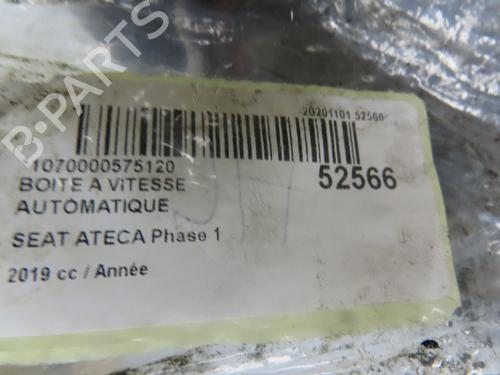 B-PARTS
20201101 52566
1070000575120
52566
BOITE A VITESSE
AUTOMATIQUE
SEAT ATECA Phase 1
2019 cc / Année